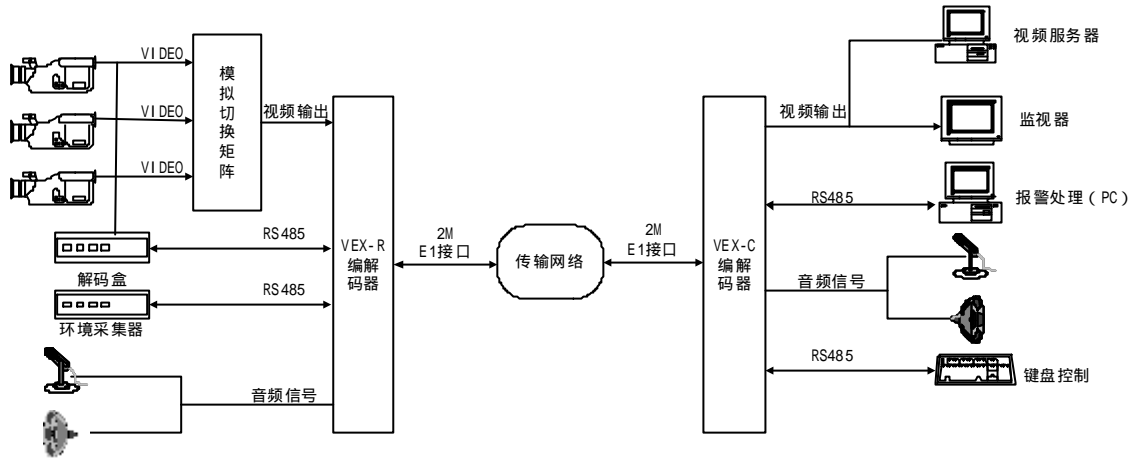 VIDEO
VIDEO
VIDEO
模拟切换矩阵
视频输出
解码盒
RS485
环境采集器
RS485
音频信号
VEX-R
编解
码器
2M
E1接口
传输网络
2M
E1接口
VEX-C
编解
码器
视频输出
视频服务器
监视器
RS485
报警处理(PC)
音频信号
RS485
键盘控制